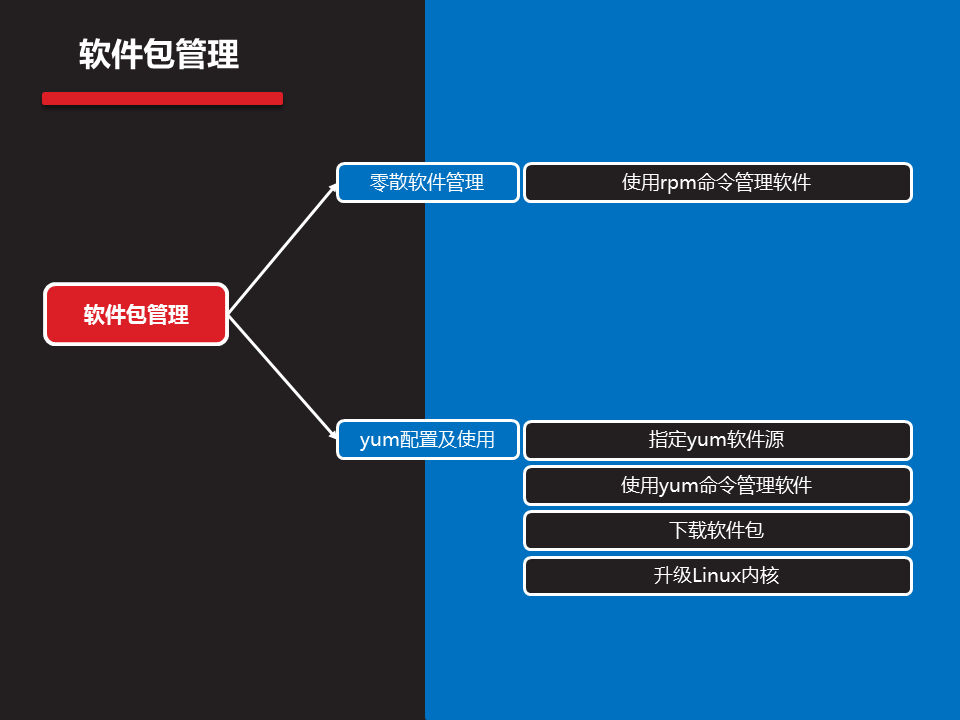 软件包管理
零散软件管理
使用rpm命令管理软件
软件包管理
yum配置及使用
指定yum软件源
使用yum命令管理软件
下载软件包
升级Linux内核